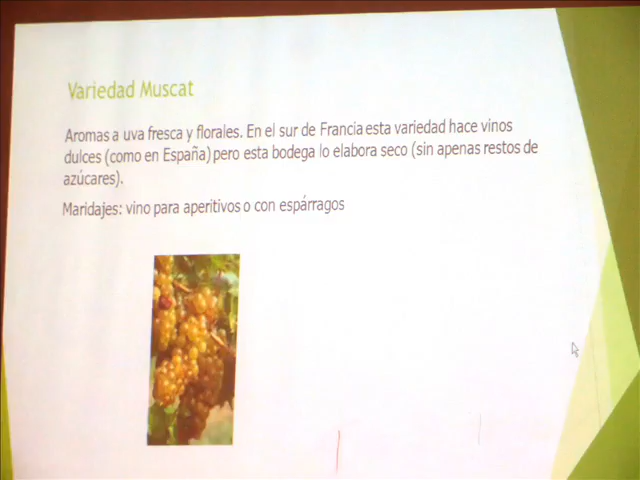 Variedad Muscat
Aromas a uva fresca y florales. En el sur de Francia esta variedad hace vinos
dulces (como en España) pero esta bodega lo elabora seco (sin apenas restos de
azúcares).
Maridajes: vino para aperitivos o con espárragos